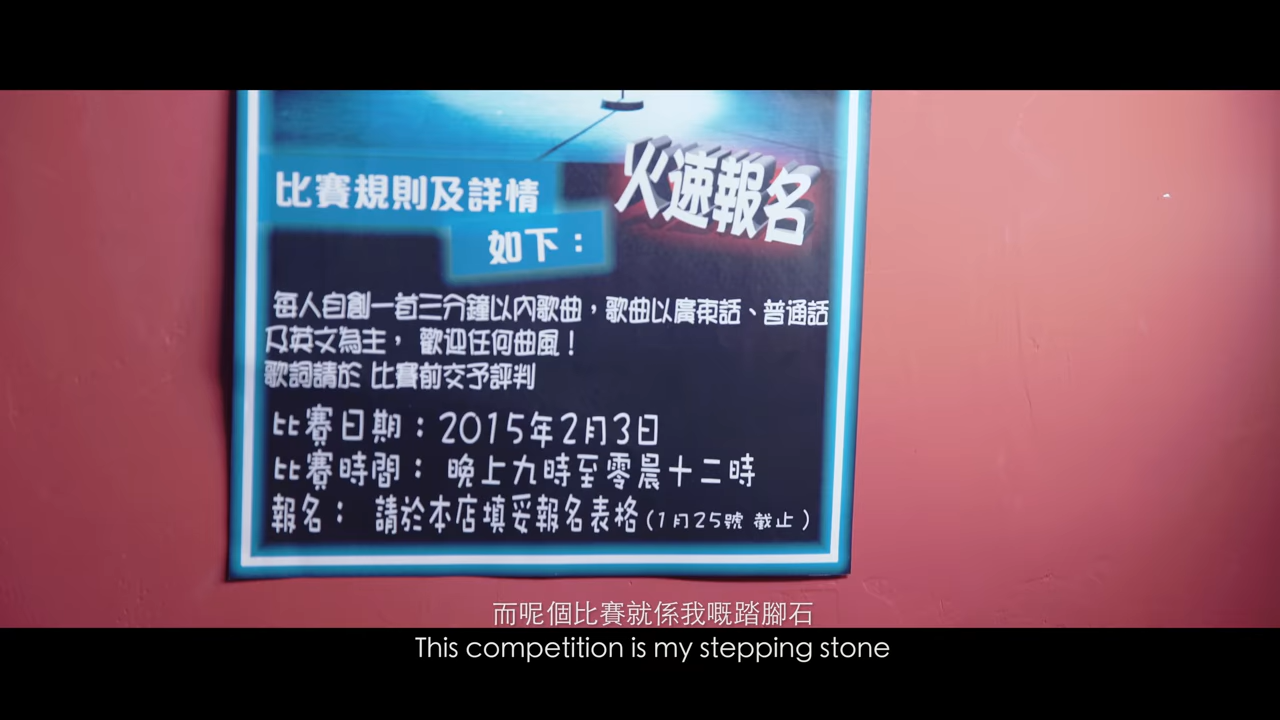 火速報名
比賽規則及詳情
如下：
每人自創一首三分鐘以內歌曲，歌曲以廣東話、普通話
及英文為主， 歡迎任何曲風！
歌詞請於 比賽前交予評判
比賽日期：2015年2月3日
比賽時間： 晚上九時至零晨十二時
報名： 請於本店填妥報名表格(1月25號 截止)
而呢個比賽就係我嘅踏腳石
This competition is my stepping stone